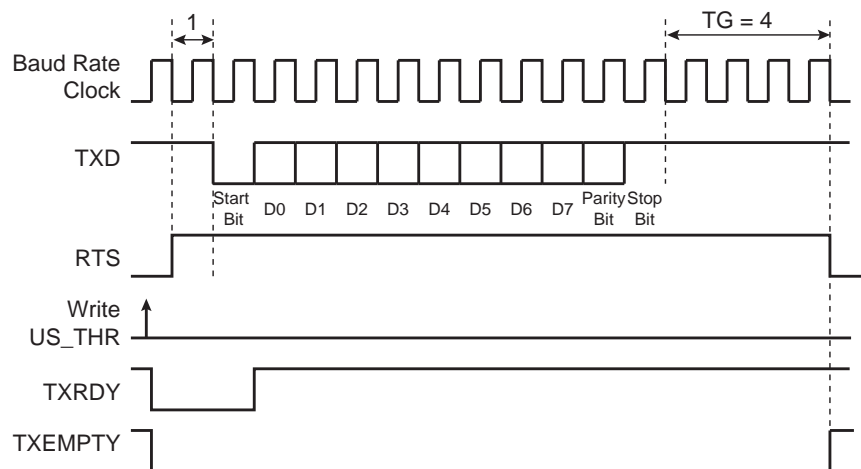 1
TG = 4
Baud Rate
Clock
TXD
Start
Bit
D0
D1
D2
D3
D4
D5
D6
D7
Parity
Bit
Stop
Bit
RTS
Write
US_THR
TXRDY
TXEMPTY